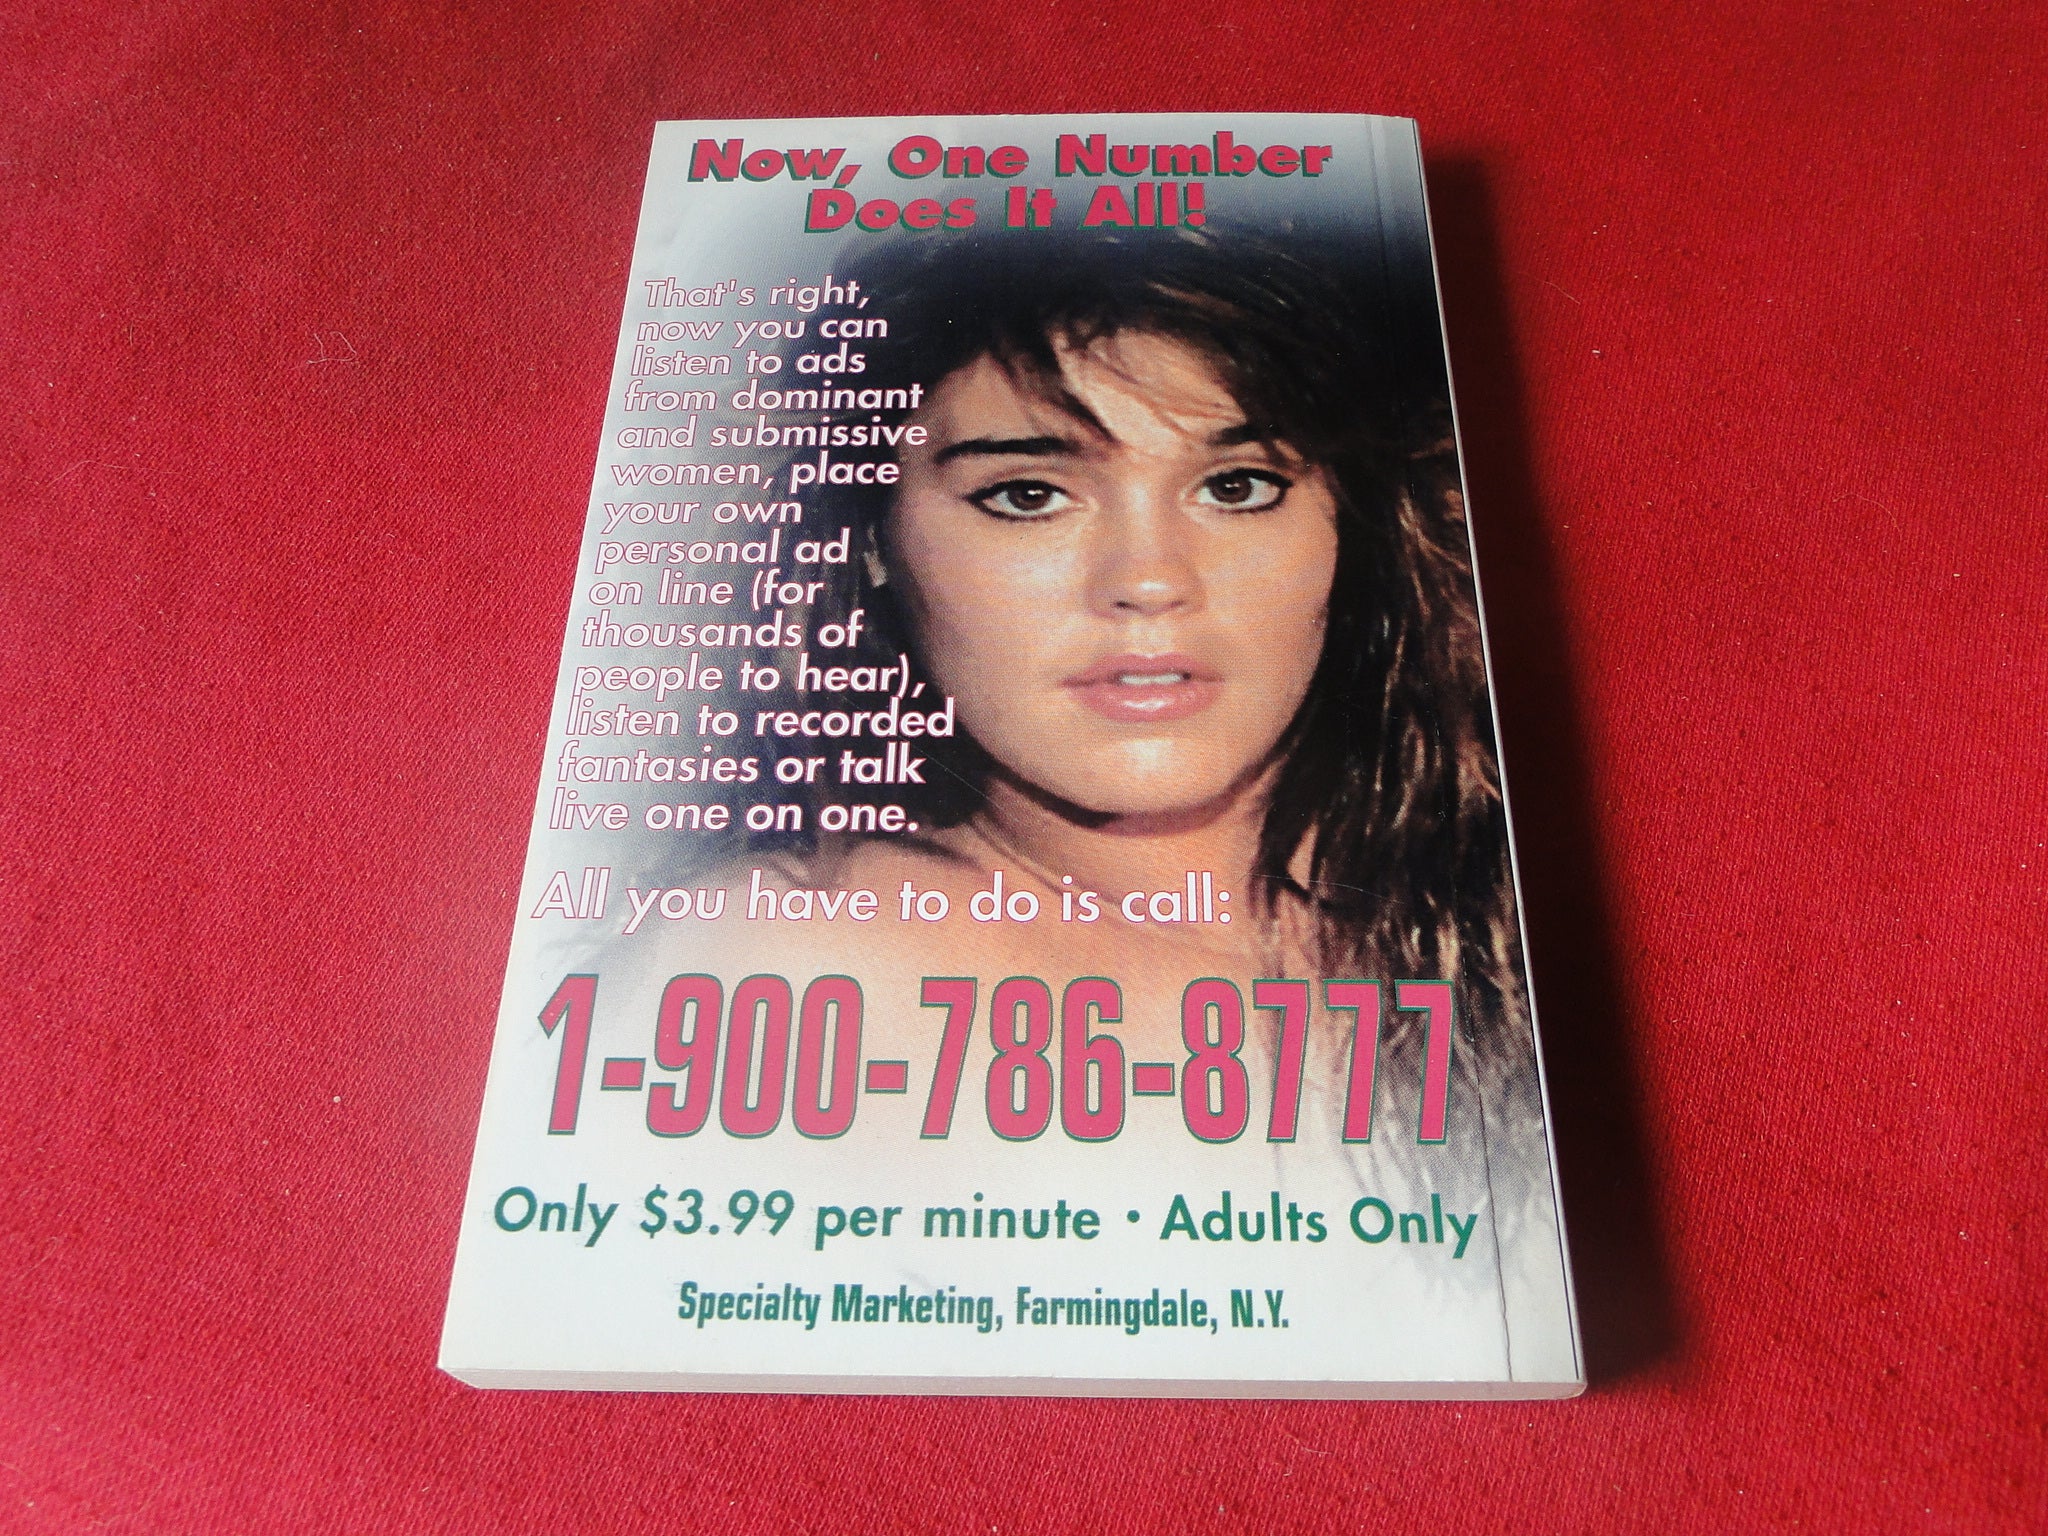 Now, One Number
Does It All!
That's right,
now you can
listen to ads
from dominant
and submissive
women, place
your own
personal ad
on line (for
thousands of
people to hear),
listen to recorded
fantasies or talk
live one on one.
All you have to do is call:
1-900-786-8777
Only $3.99 per minute • Adults Only
Specialty Marketing, Farmingdale, N.Y.